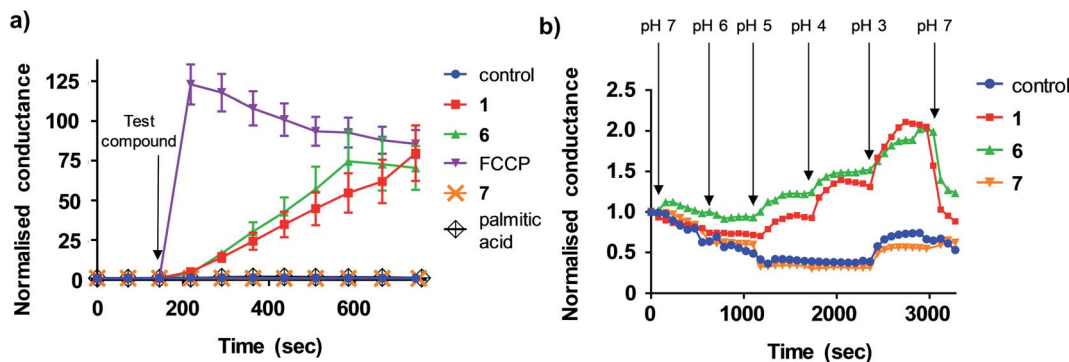 a)
Normalised conductance
125
100
75
50
25
0
Test
compound
0 200 400 600
Time (sec)
control
1
6
FCCP
7
palmitic
acid
b)
pH 7 pH 6 pH 5 pH 4 pH 3 pH 7
Normalised conductance
2.5
2.0
1.5
1.0
0.5
0.0
0 1000 2000 3000
Time (sec)
control
1
6
7